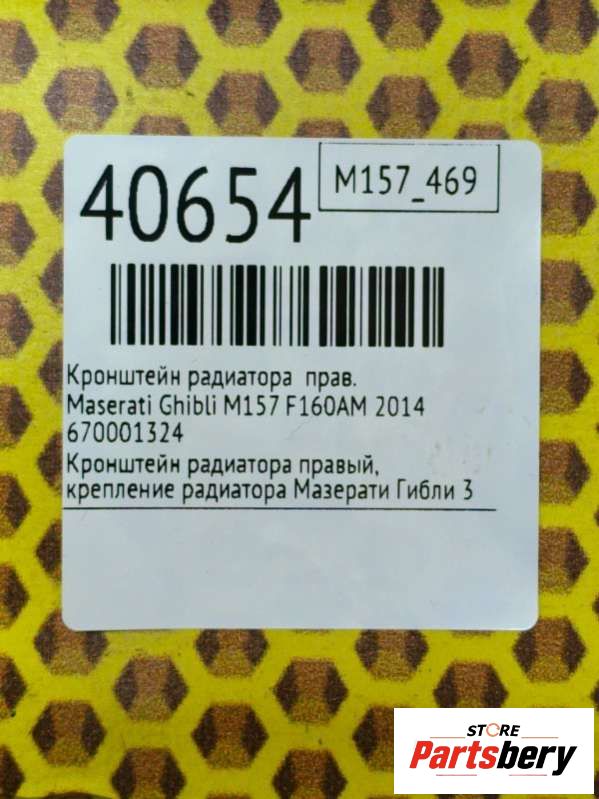 40654
M157_469
Кронштейн радиатора прав.
Maserati Ghibli M157 F160AM 2014
670001324
Кронштейн радиатора правый,
крепление радиатора Мазерати Гибли 3
STORE
Partsbery